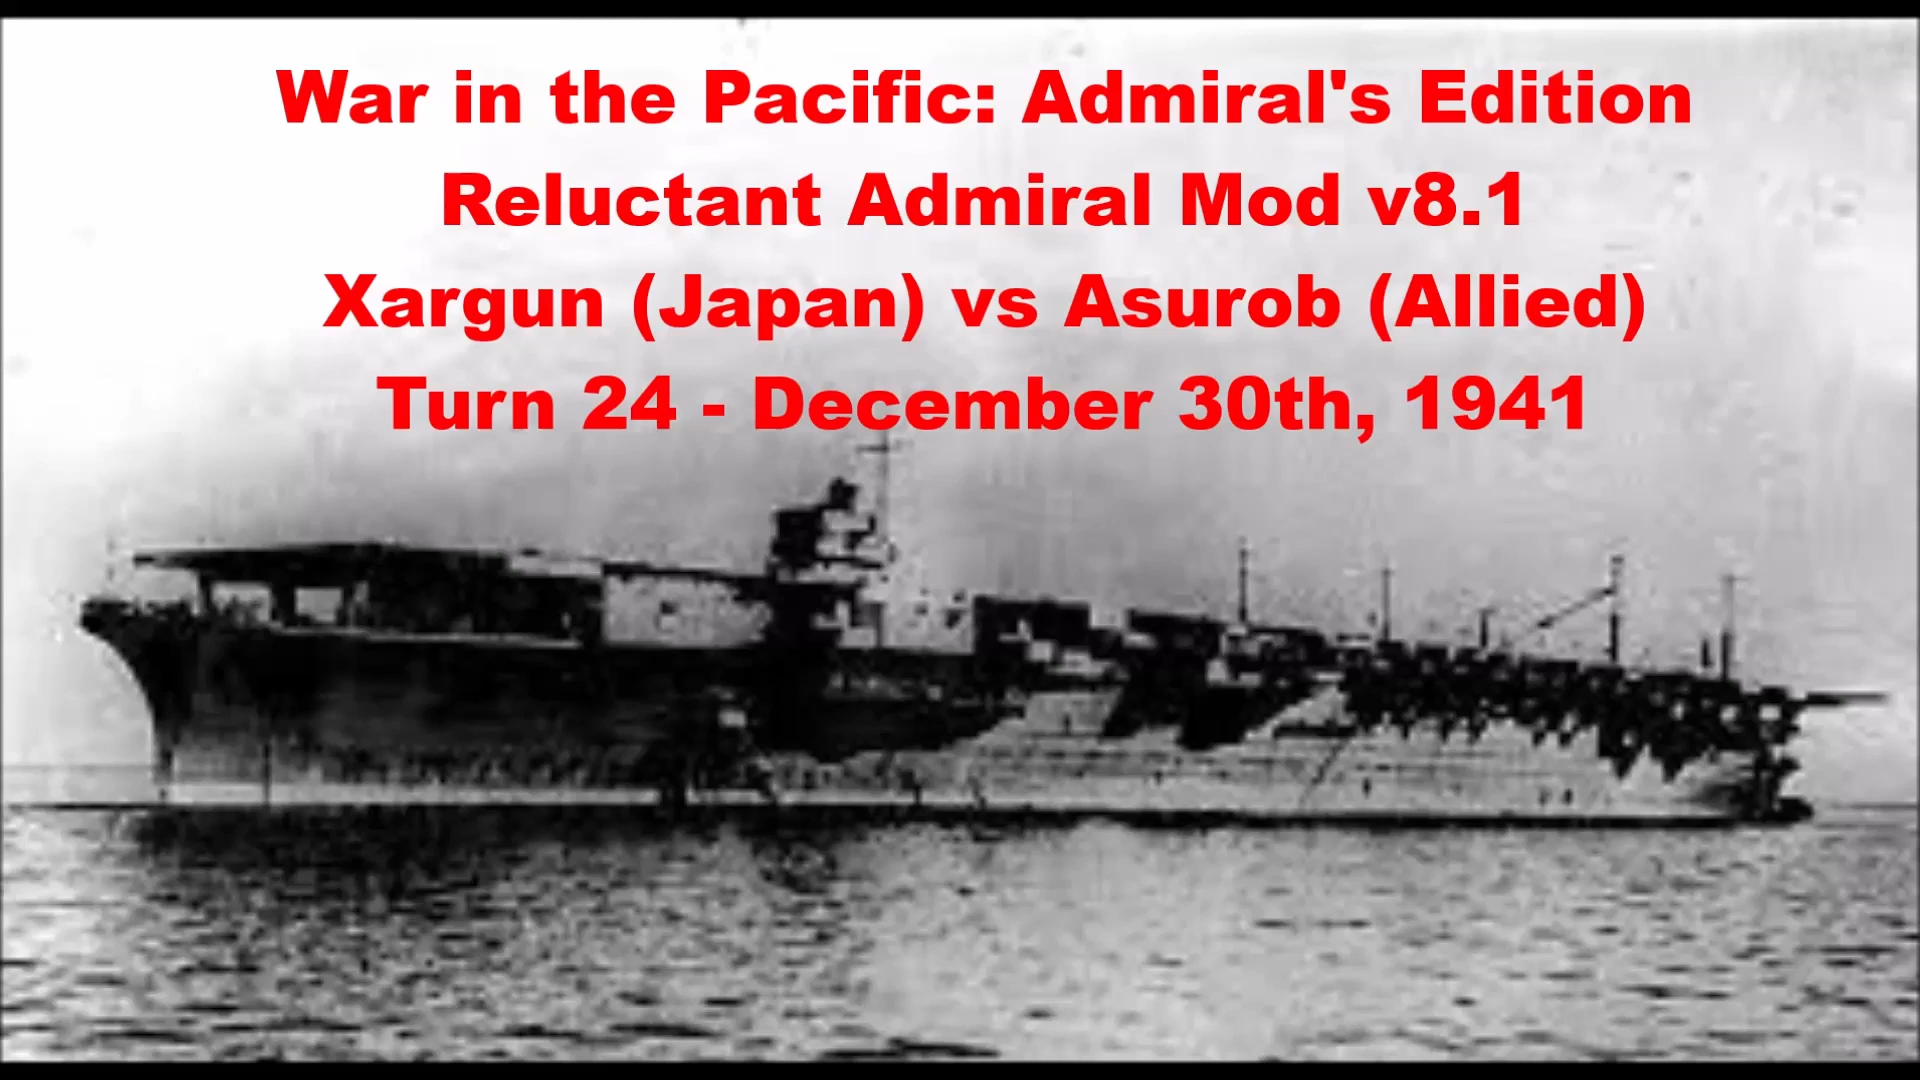 War in the Pacific: Admiral's Edition
Reluctant Admiral Mod v8.1
Xargun (Japan) vs Asurob (Allied)
Turn 24 - December 30th, 1941